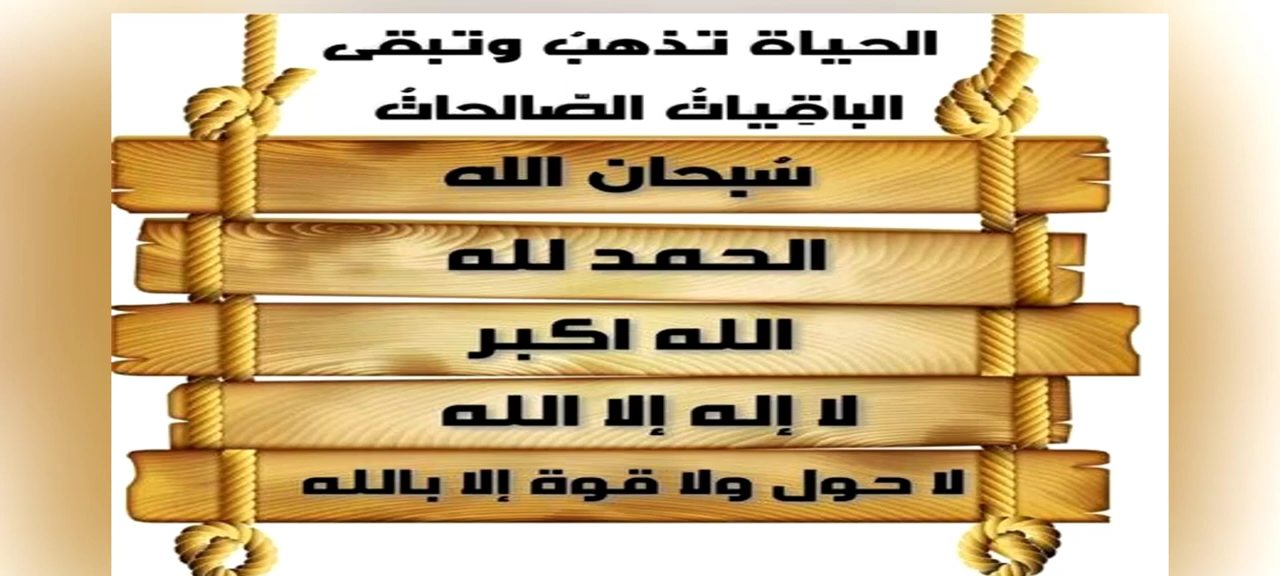 الحياة تذهبُ وتبقى
الباقِياتُ الصّالحاتُ
سُبحان الله
الحمد لله
الله اكبر
لا إله إلا الله
لا حول ولا قوة إلا بالله